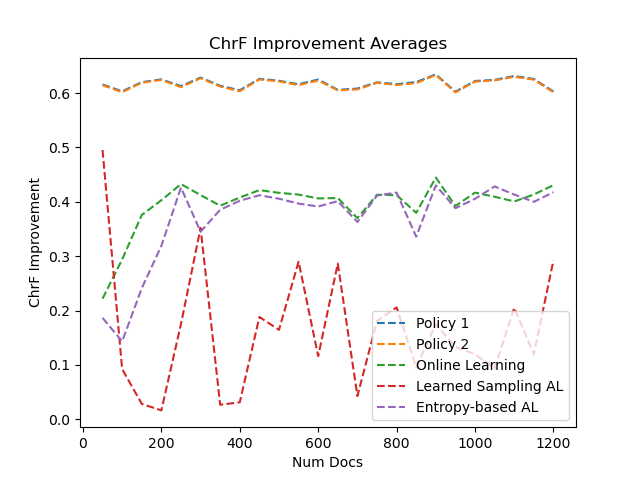 ChrF Improvement Averages
ChrF Improvement
0.6
0.5
0.4
0.3
0.2
0.1
0.0
Policy 1
Policy 2
Online Learning
Learned Sampling AL
Entropy-based AL
0
200
400
600
800
1000
1200
Num Docs